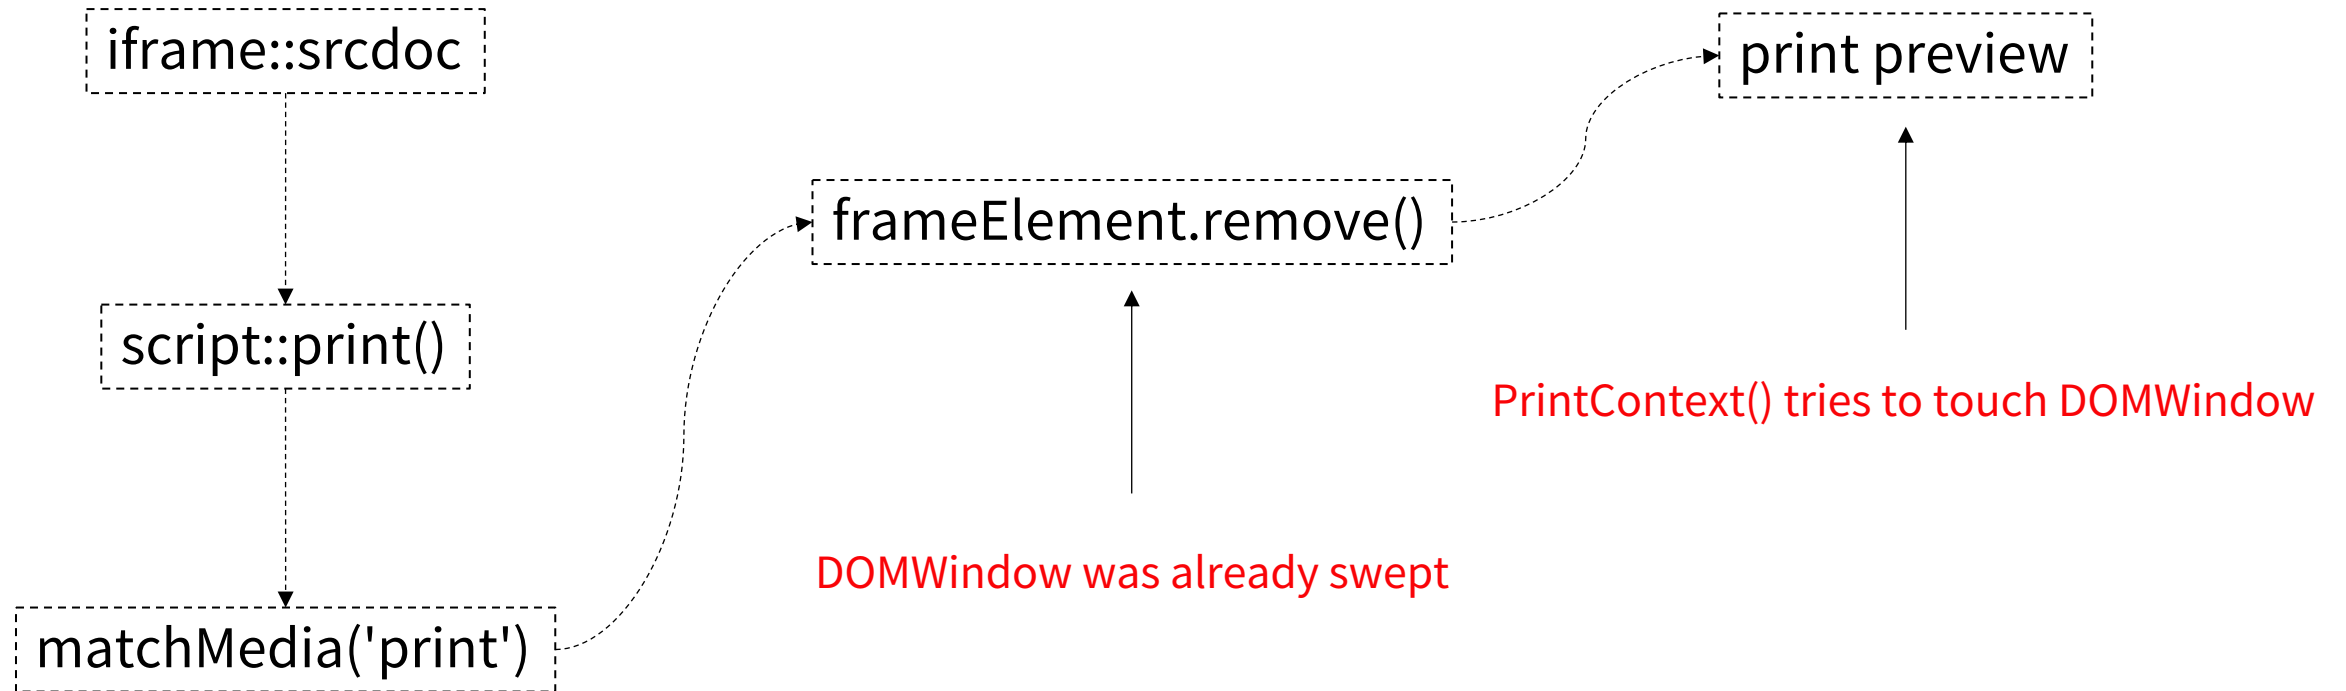 iframe::srcdoc
script::print()
matchMedia('print')
frameElement.remove()
DOMWindow was already swept
print preview
PrintContext() tries to touch DOMWindow